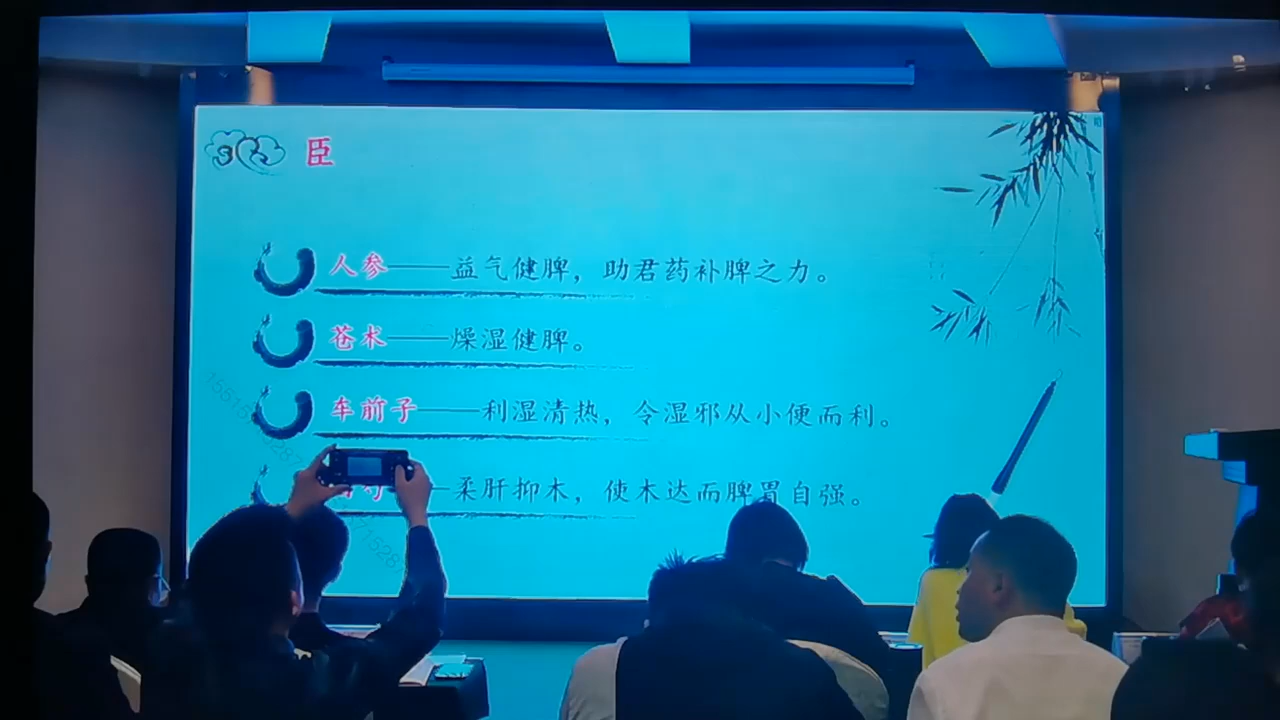 臣
人参——益气健脾，助君药补脾之力。
苍术——燥湿健脾。
车前子——利湿清热，令湿邪从小便而利。
柔肝抑木，使木达而脾胃自强。